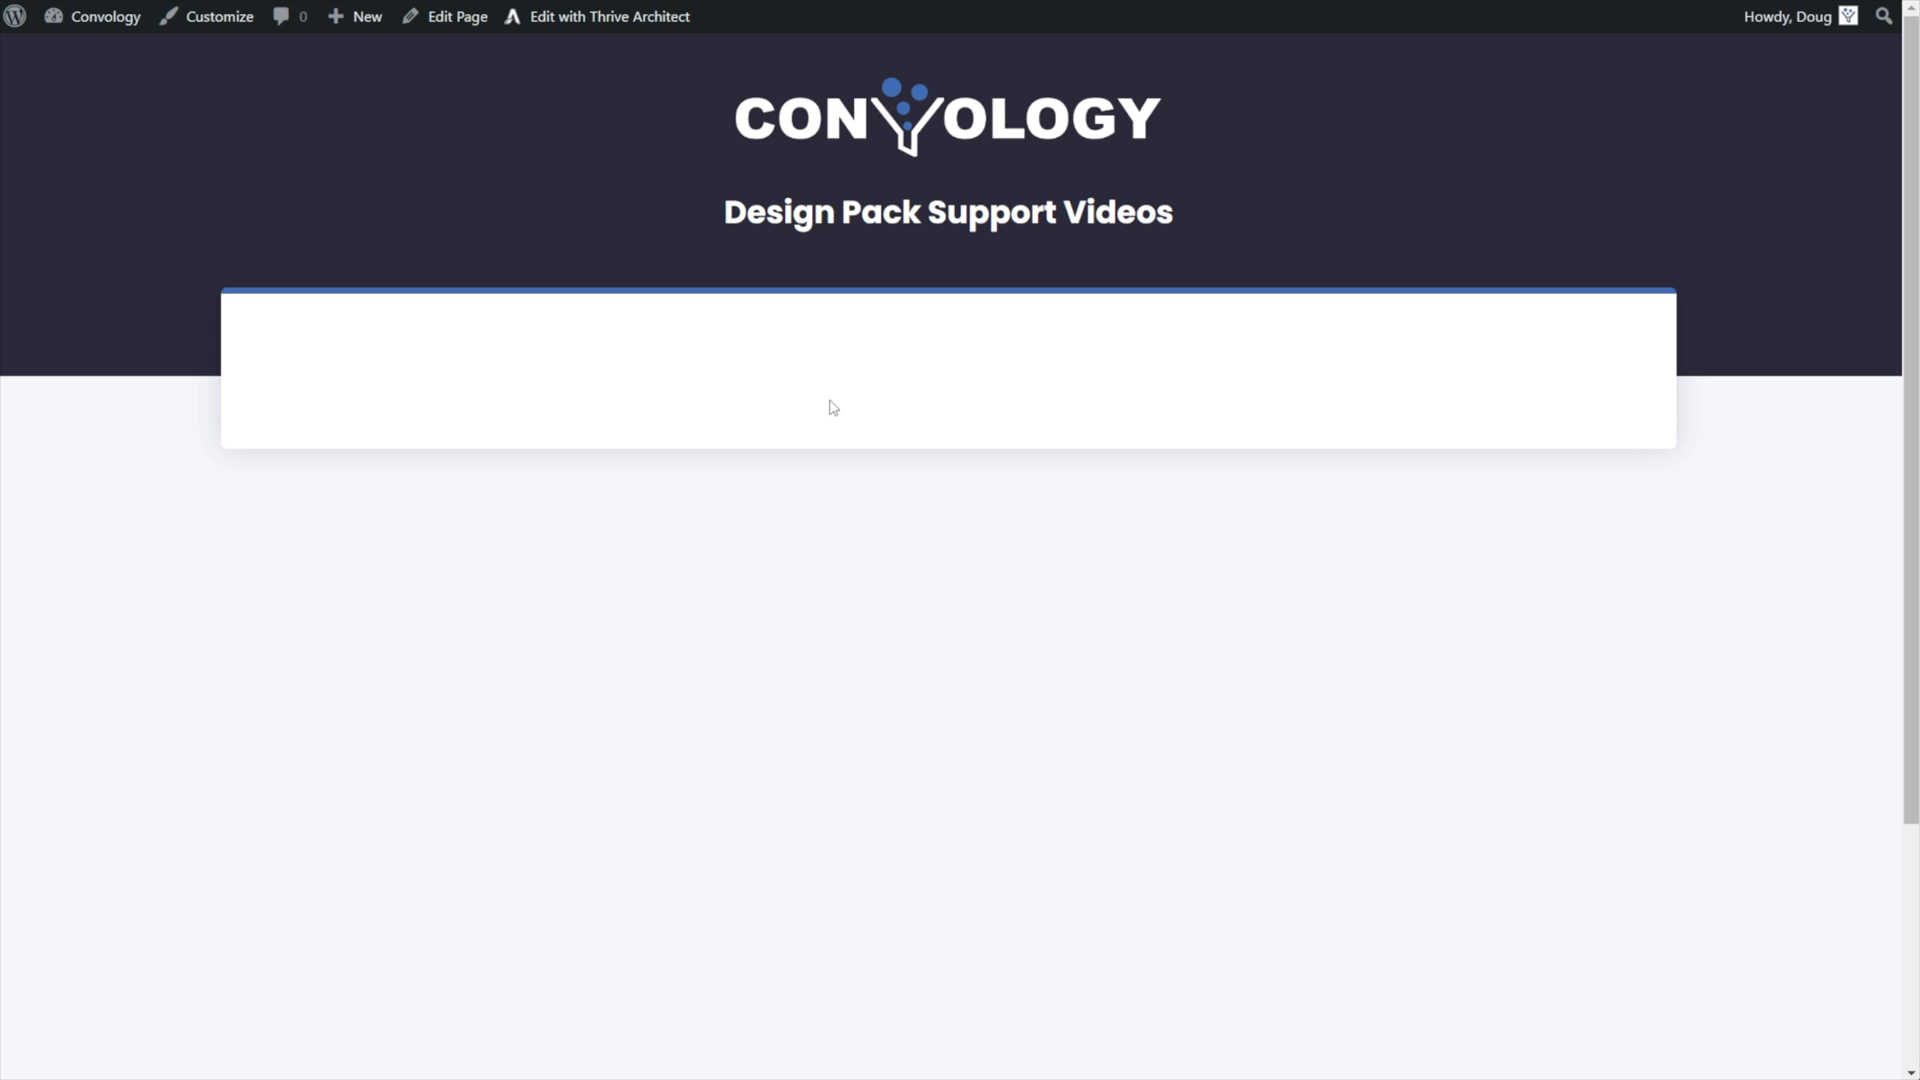 Convology Customize 0 New Edit Page Edit with Thrive Architect Howdy, Doug
CONVOLOGY
Design Pack Support Videos